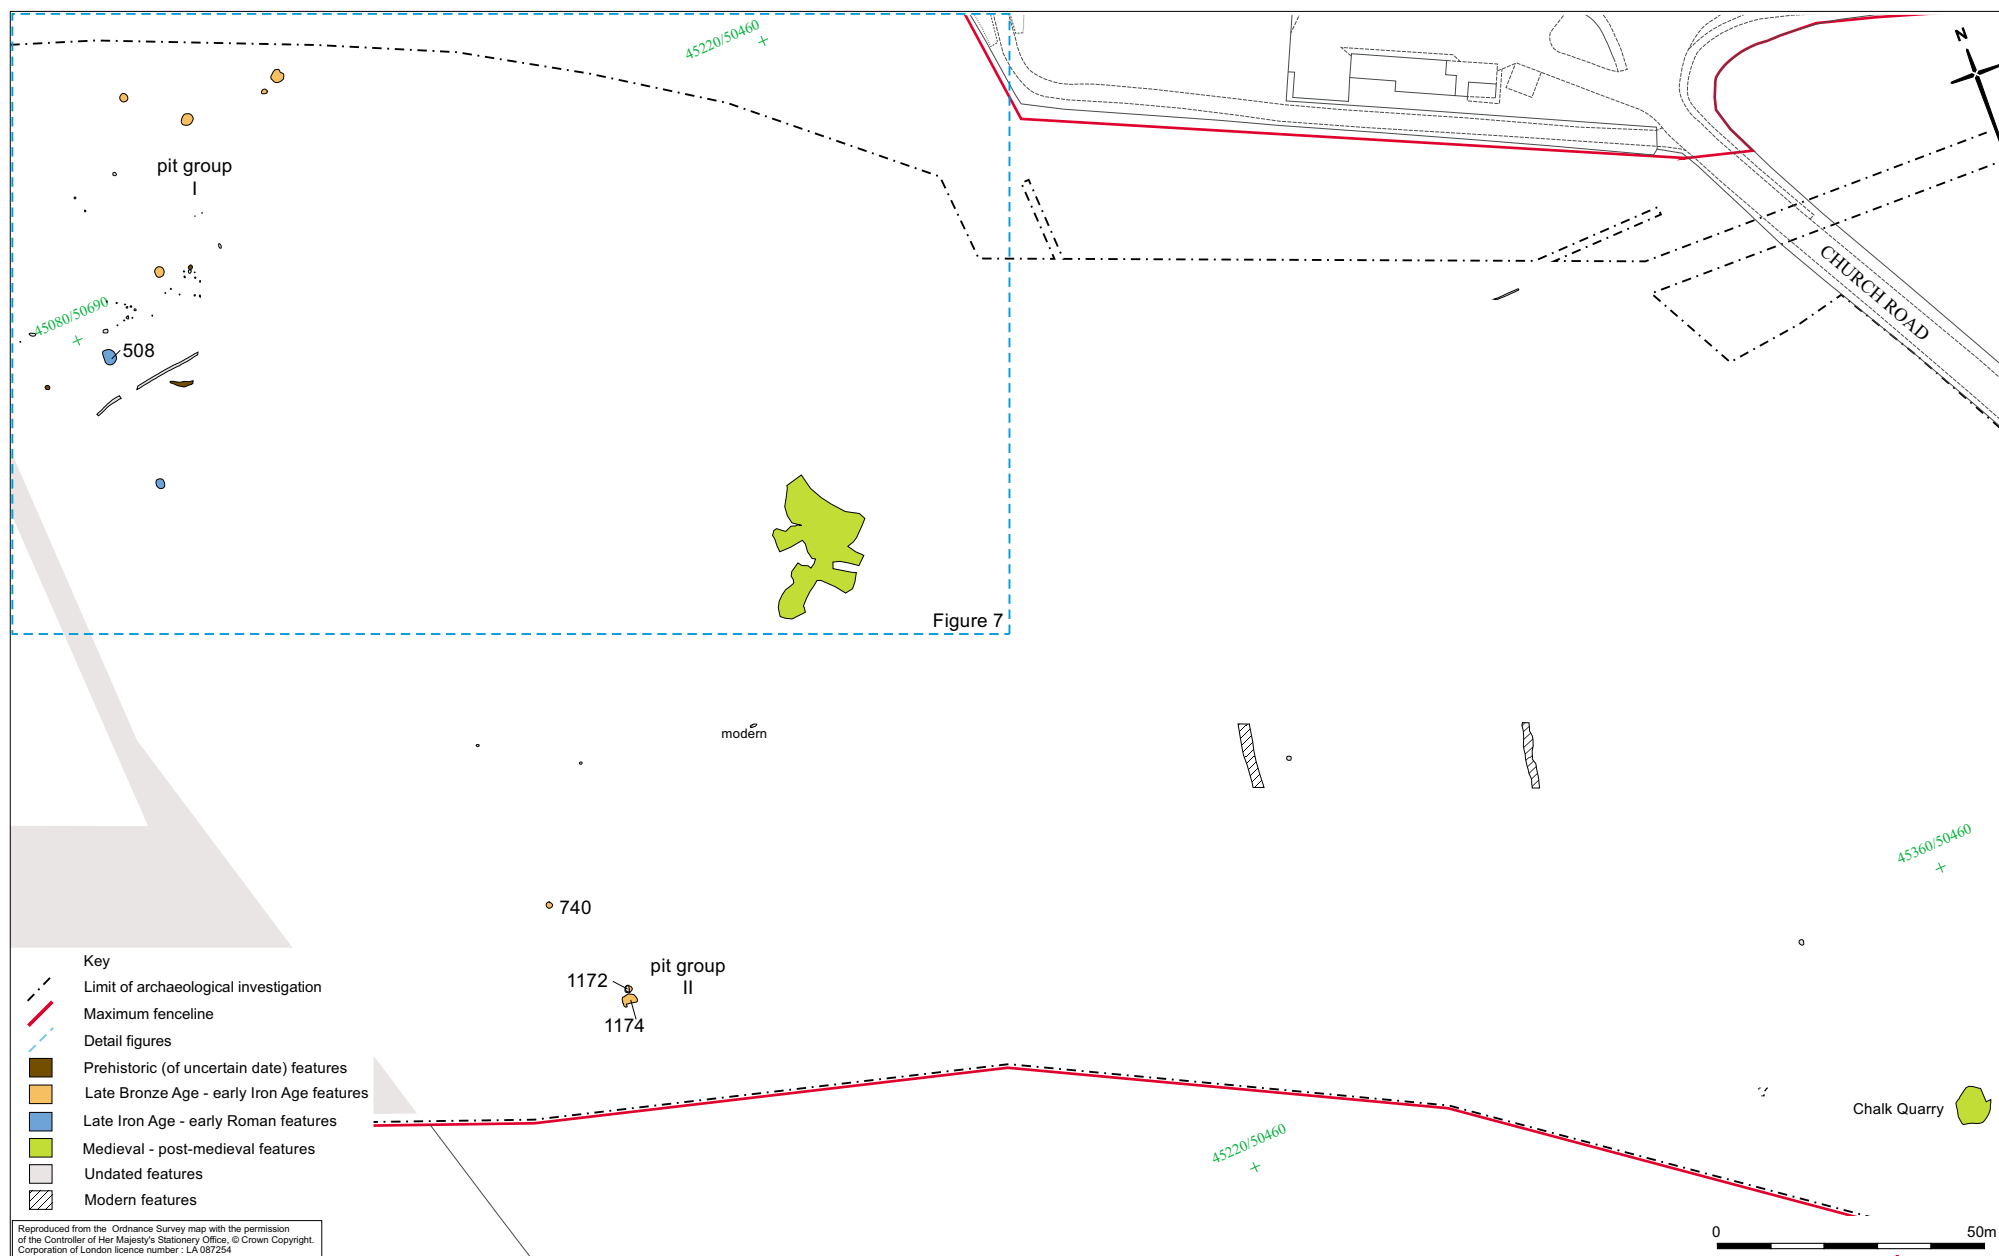 45220/50460
N
pit group
I
CHURCH ROAD
45080/50690
508
Figure 7
modern
45360/50460
740
1172
pit group
II
1174
Key
Limit of archaeological investigation
Maximum fenceline
Detail figures
Prehistoric (of uncertain date) features
Late Bronze Age - early Iron Age features
Late Iron Age - early Roman features
Medieval - post-medieval features
Undated features
Modern features
Chalk Quarry
45220/50460
0 50m
Reproduced from the Ordnance Survey map with the permission
of the Controller of Her Majesty's Stationery Office, © Crown Copyright.
Corporation of London licence number : LA 087254